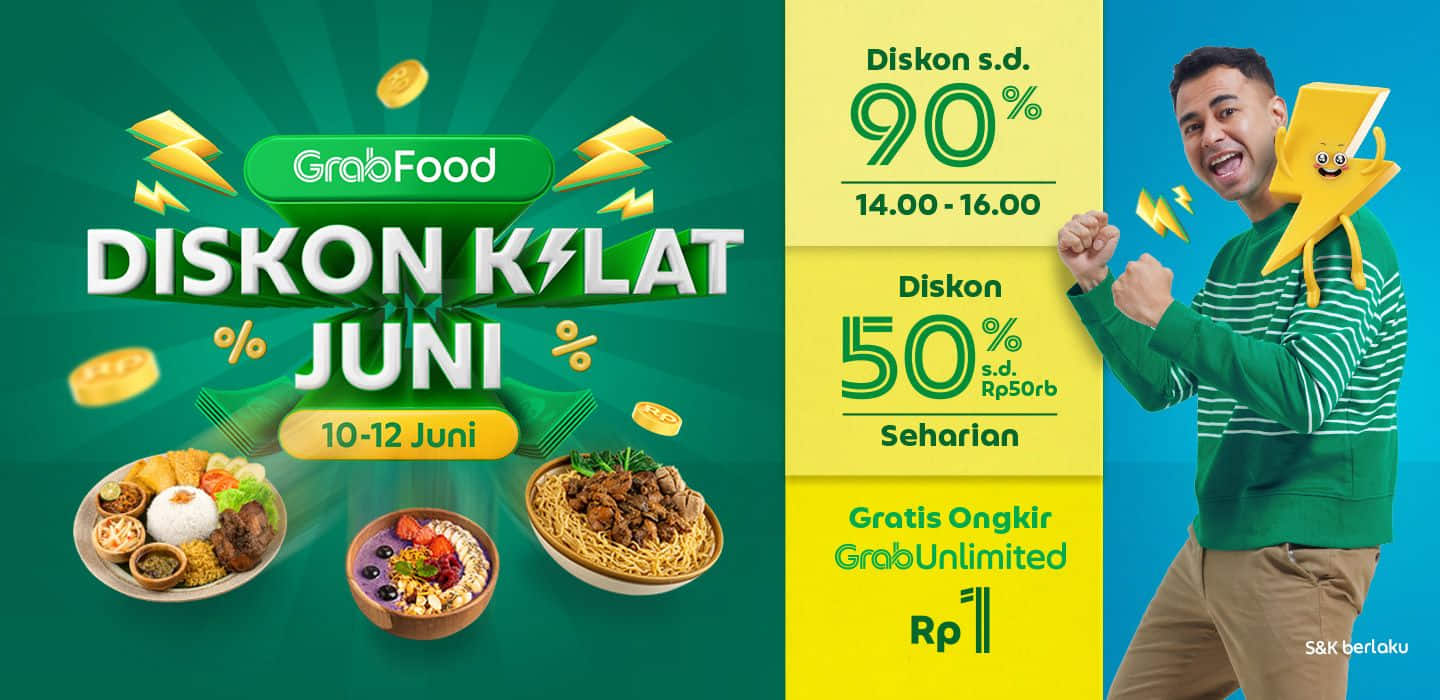 GrabFood
DISKON KILAT
JUNI
10-12 Juni
Diskon s.d.
90%
14.00 - 16.00
Diskon
50%
s.d.
Rp50rb
Seharian
Gratis Ongkir
GrabUnlimited
Rp1
S&K berlaku